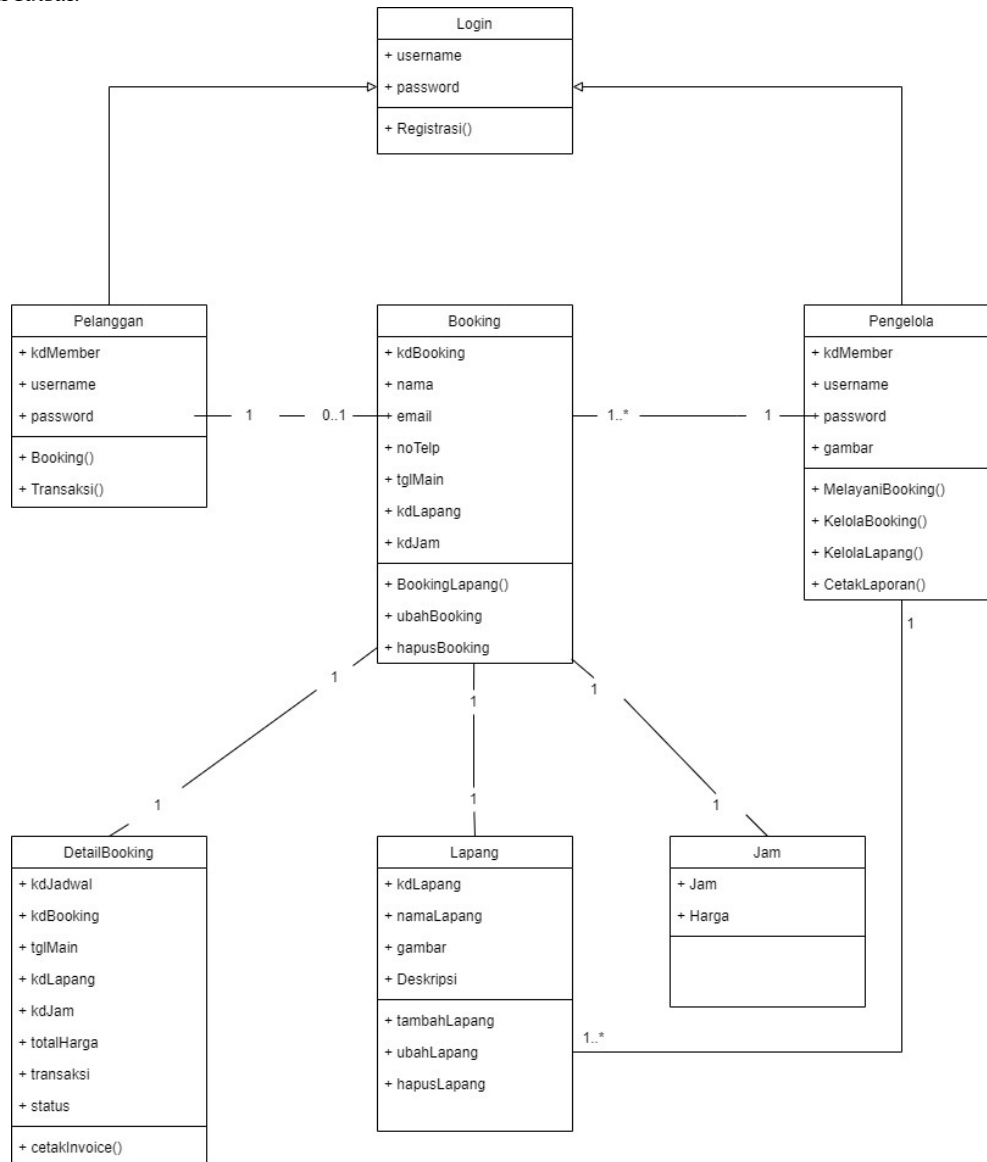 Login
+ username
+ password
+ Registrasi()
Pelanggan
+ kdMember
+ username
+ password
+ Booking()
+ Transaksi()
1
0..1
Booking
+ kdBooking
+ nama
+ email
+ noTelp
+ tglMain
+ kdLapang
+ kdJam
+ BookingLapang()
+ ubahBooking
+ hapusBooking
1..*
1
Pengelola
+ kdMember
+ username
+ password
+ gambar
+ MelayaniBooking()
+ KelolaBooking()
+ KelolaLapang()
+ CetakLaporan()
1
1
1
1
1
1
1
DetailBooking
+ kdJadwal
+ kdBooking
+ tglMain
+ kdLapang
+ kdJam
+ totalHarga
+ transaksi
+ status
+ cetakInvoice()
Lapang
+ kdLapang
+ namaLapang
+ gambar
+ Deskripsi
+ tambahLapang
+ ubahLapang
+ hapusLapang
1..*
Jam
+ Jam
+ Harga